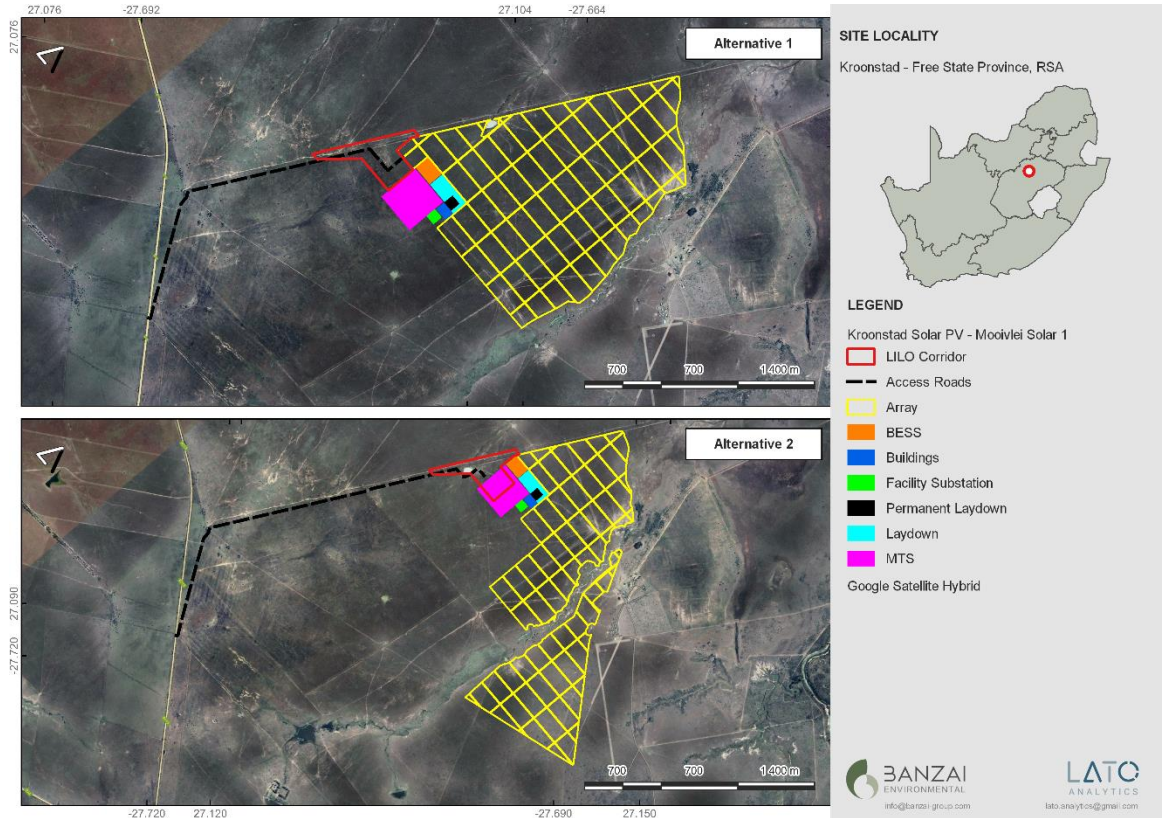 27.076 -27.692 27.104 -27.664
27.076
Alternative 1
700 700 1 400 m
Alternative 2
27.090
-27.720
700 700 1 400 m
-27.720 27.120 -27.690 27.150
SITE LOCALITY
Kroonstad - Free State Province, RSA
LEGEND
Kroonstad Solar PV - Mooivlei Solar 1
LILO Corridor
Access Roads
Array
BESS
Buildings
Facility Substation
Permanent Laydown
Laydown
MTS
Google Satellite Hybrid
BANZAI
ENVIRONMENTAL
info@banzai-group.com
LATO
ANALYTICS
lato.analytics@gmail.com